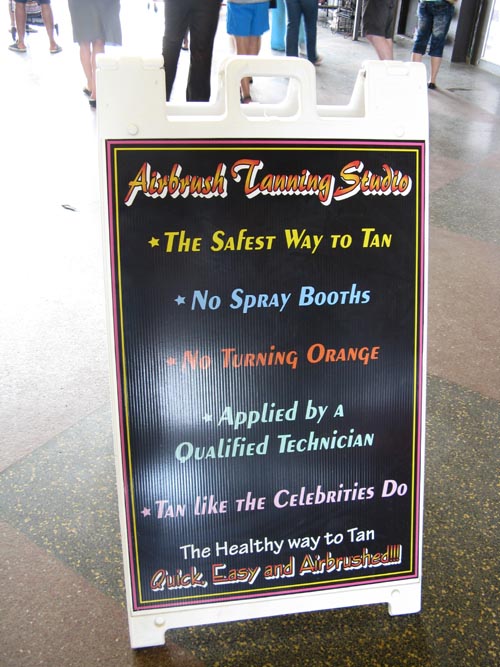 Airbrush Tanning Studio
★ The Safest Way to Tan
★ No Spray Booths
★ No Turning Orange
★ Applied by a
Qualified Technician
★ Tan like the Celebrities Do
The Healthy way to Tan
Quick, Easy and Airbrushed!!!